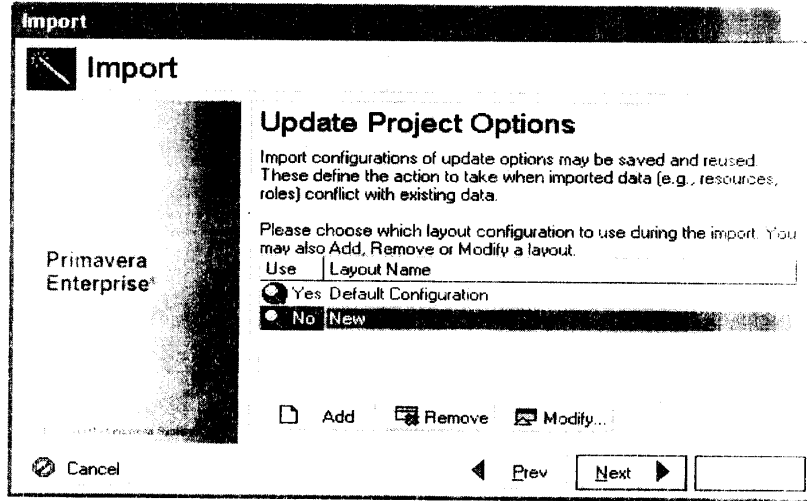 Import
Import
Update Project Options
Import configurations of update options may be saved and reused.
These define the action to take when imported data (e.g., resources,
roles) conflict with existing data.
Please choose which layout configuration to use during the import. You
may also Add, Remove or Modify a layout.
Use Layout Name
Yes Default Configuration
No New
Primavera
Enterprise
Add Remove Modify...
Cancel Prev Next